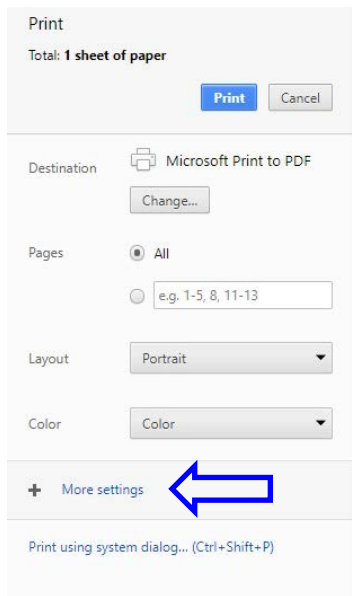 Print
Total: 1 sheet of paper
Print Cancel
Destination Microsoft Print to PDF
Change...
Pages All
e.g. 1-5, 8, 11-13
Layout Portrait
Color Color
+ More settings
Print using system dialog... (Ctrl+Shift+P)